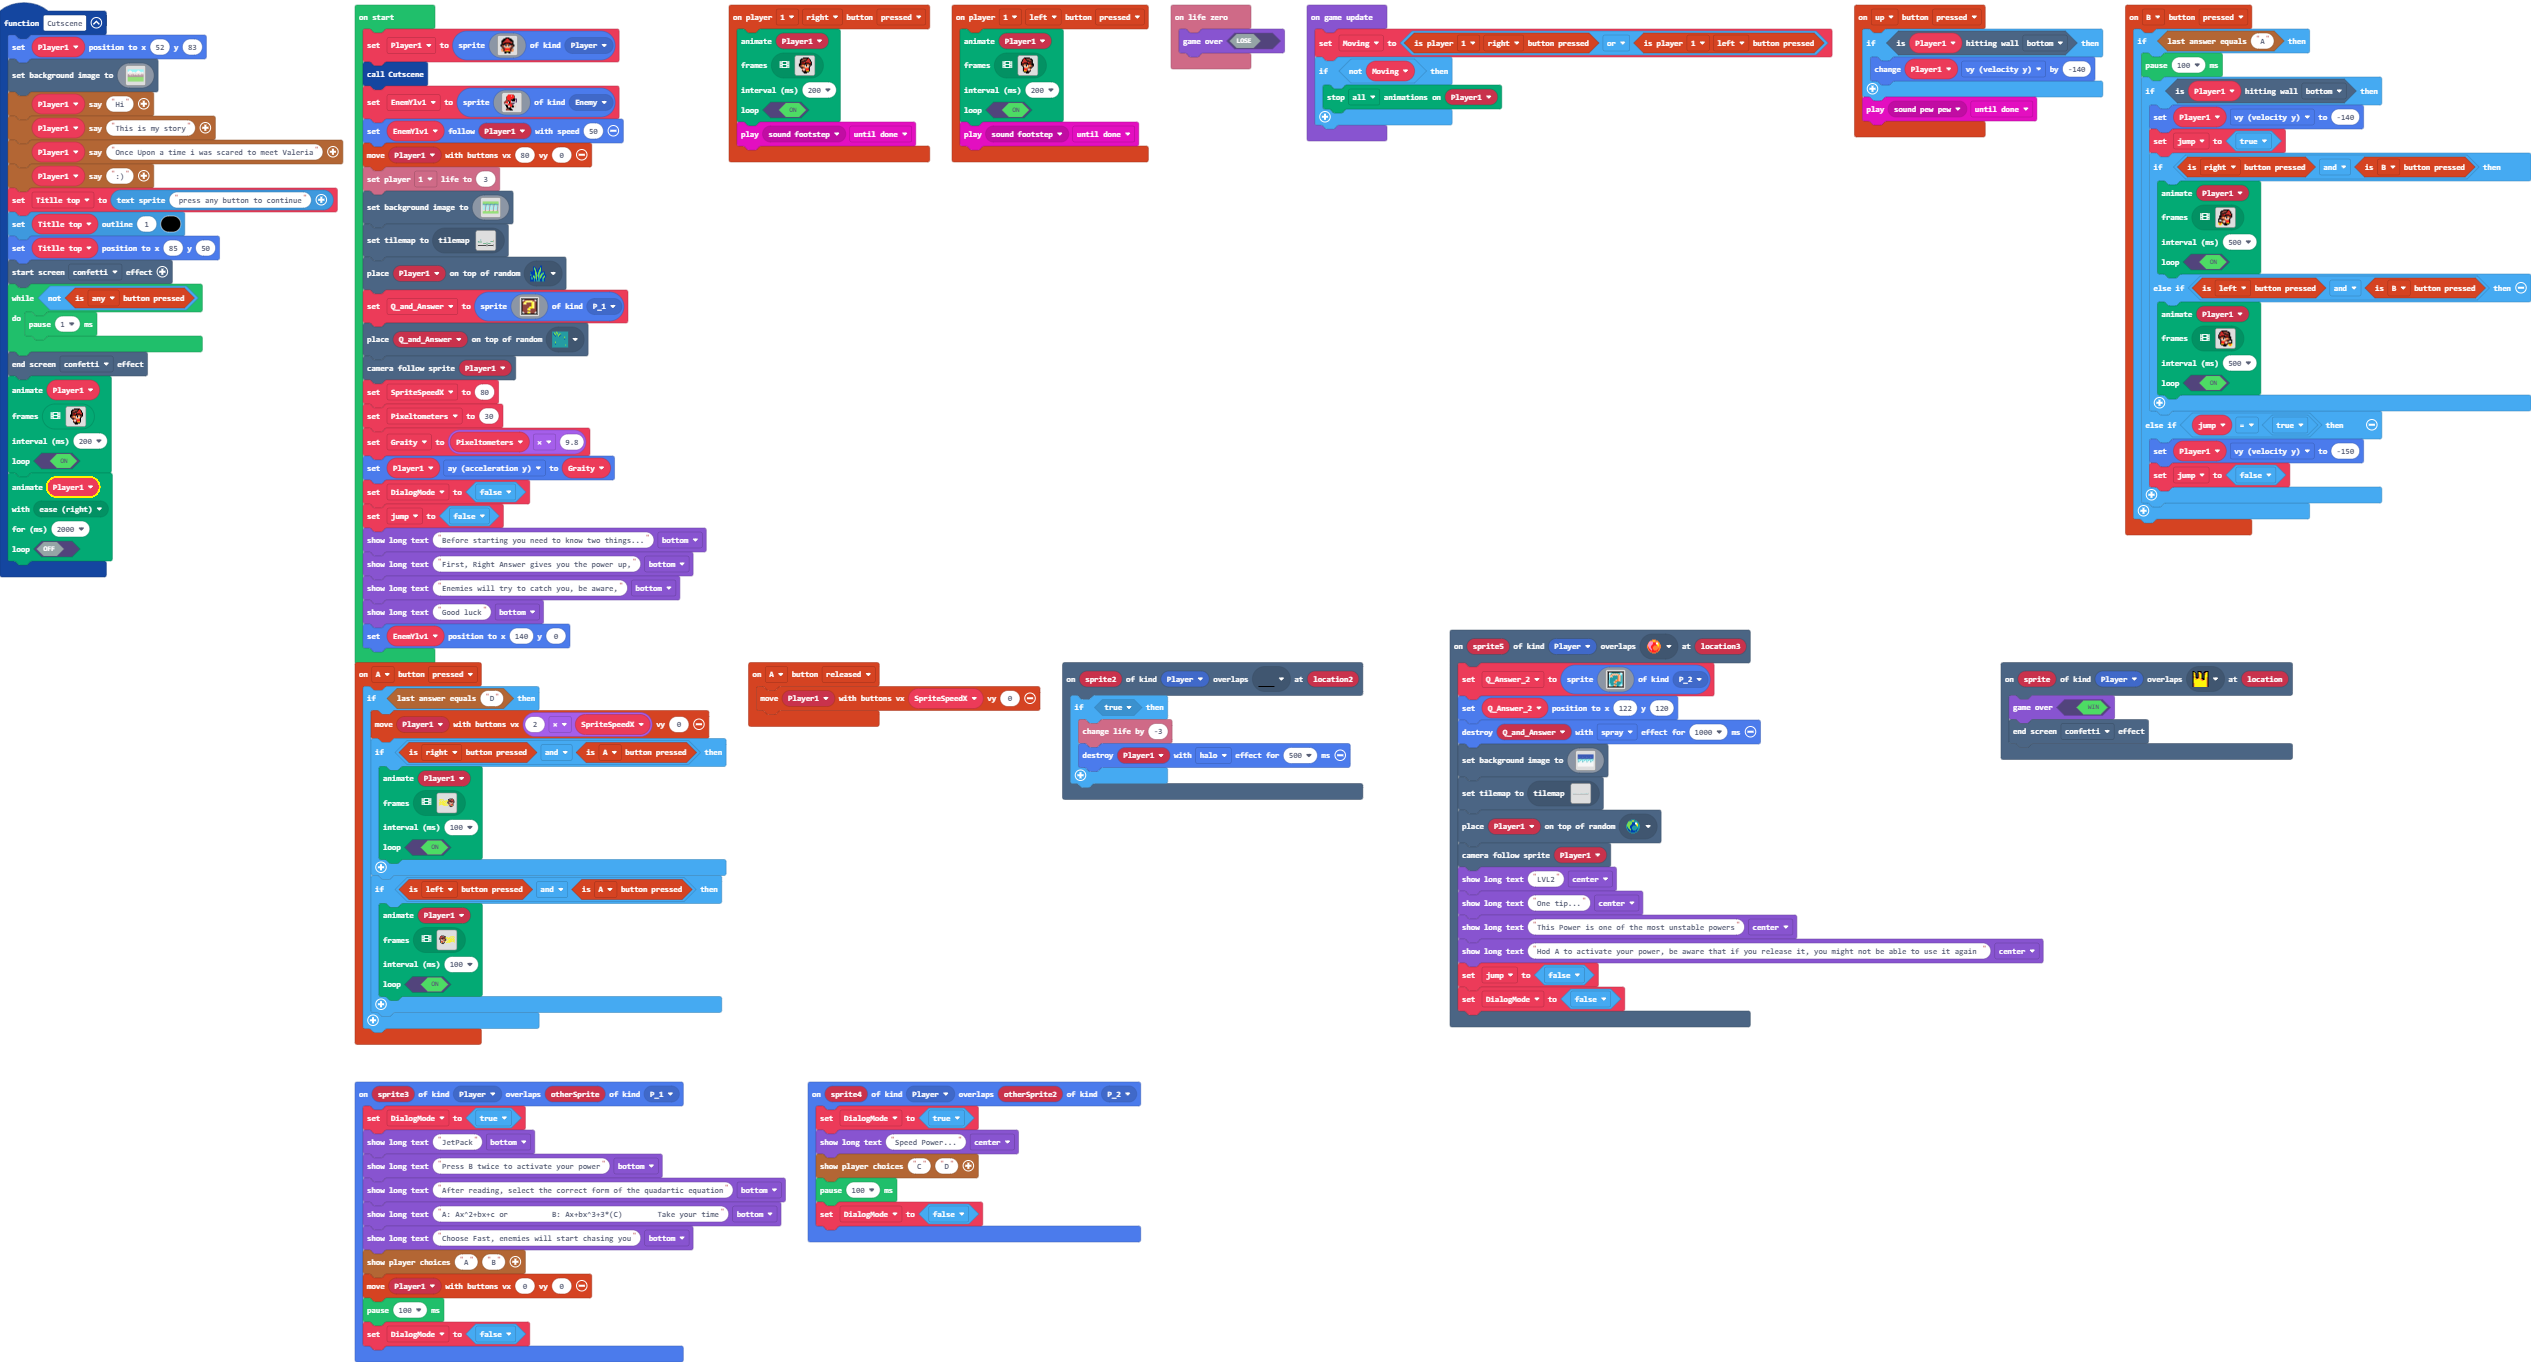 function Cutscene
set Player1 position to x 52 y 83
set background image to
Player1 say "Hi"
Player1 say "This is my story"
Player1 say "Once Upon a time i was scared to meet Valeria"
Player1 say ":)"
set Titlle top to text sprite "press any button to continue"
set Titlle top outline 1
set Titlle top position to x 85 y 50
start screen confetti effect
while not is any button pressed
do
pause 1 ms
end screen confetti effect
animate Player1
frames
interval (ms) 200
loop ON
animate Player1
with ease (right)
for (ms) 2000
loop OFF
on start
set Player1 to sprite of kind Player
call Cutscene
set EnemYlv1 to sprite of kind Enemy
set EnemYlv1 follow Player1 with speed 50
move Player1 with buttons vx 80 vy 0
set player 1 life to 3
set background image to
set tilemap to tilemap
place Player1 on top of random
set Q_and_Answer to sprite of kind P_1
place Q_and_Answer on top of random
camera follow sprite Player1
set SpriteSpeedX to 80
set Pixeltometers to 30
set Graity to Pixeltometers × 9.8
set Player1 ay (acceleration y) to Graity
set DialogMode to false
set jump to false
show long text "Before starting you need to know two things..." bottom
show long text "First, Right Answer gives you the power up," bottom
show long text "Enemies will try to catch you, be aware," bottom
show long text "Good luck" bottom
set EnemYlv1 position to x 140 y 0
on player 1 right button pressed
animate Player1
frames
interval (ms) 200
loop ON
play sound footstep until done
on player 1 left button pressed
animate Player1
frames
interval (ms) 200
loop ON
play sound footstep until done
on life zero
game over LOSE
on game update
set Moving to is player 1 right button pressed or is player 1 left button pressed
if not Moving then
stop all animations on Player1
on up button pressed
if is Player1 hitting wall bottom then
change Player1 vy (velocity y) by -140
play sound pew pew until done
on B button pressed
if last answer equals "A" then
pause 100 ms
if is Player1 hitting wall bottom then
set Player1 vy (velocity y) to -140
set jump to true
if is right button pressed and is B button pressed then
animate Player1
frames
interval (ms) 500
loop ON
else if is left button pressed and is B button pressed then
animate Player1
frames
interval (ms) 500
loop ON
else if jump = true then
set Player1 vy (velocity y) to -150
set jump to false
on A button pressed
if last answer equals "D" then
move Player1 with buttons vx 2 × SpriteSpeedX vy 0
if is right button pressed and is A button pressed then
animate Player1
frames
interval (ms) 100
loop ON
if is left button pressed and is A button pressed then
animate Player1
frames
interval (ms) 100
loop ON
on A button released
move Player1 with buttons vx SpriteSpeedX vy 0
on sprite2 of kind Player overlaps at location2
if true then
change life by -3
destroy Player1 with halo effect for 500 ms
on sprite5 of kind Player overlaps at location3
set Q_Answer_2 to sprite of kind P_2
set Q_Answer_2 position to x 122 y 120
destroy Q_and_Answer with spray effect for 1000 ms
set background image to
set tilemap to tilemap
place Player1 on top of random
camera follow sprite Player1
show long text "LVL2" center
show long text "One tip..." center
show long text "This Power is one of the most unstable powers" center
show long text "Hod A to activate your power, be aware that if you release it, you might not be able to use it again" center
set jump to false
set DialogMode to false
on sprite of kind Player overlaps at location
game over WIN
end screen confetti effect
on sprite3 of kind Player overlaps otherSprite of kind P_1
set DialogMode to true
show long text "JetPack" bottom
show long text "Press B twice to activate your power" bottom
show long text "After reading, select the correct form of the quadartic equation" bottom
show long text "A: Ax^2+bx+c or B: Ax+bx^3+3*(C) Take your time" bottom
show long text "Choose Fast, enemies will start chasing you" bottom
show player choices "A" "B"
move Player1 with buttons vx 0 vy 0
pause 100 ms
set DialogMode to false
on sprite4 of kind Player overlaps otherSprite2 of kind P_2
set DialogMode to true
show long text "Speed Power..." center
show player choices "C" "D"
pause 100 ms
set DialogMode to false